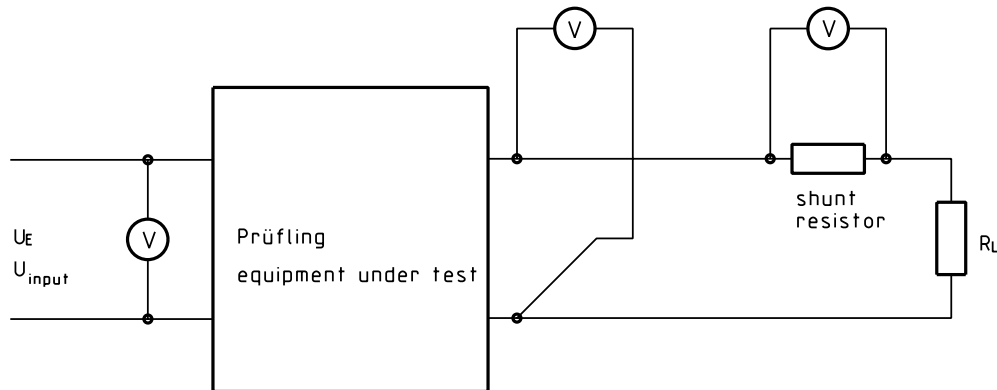 V
V
V
UE
Uinput
Prüfling
equipment under test
shunt
resistor
RL